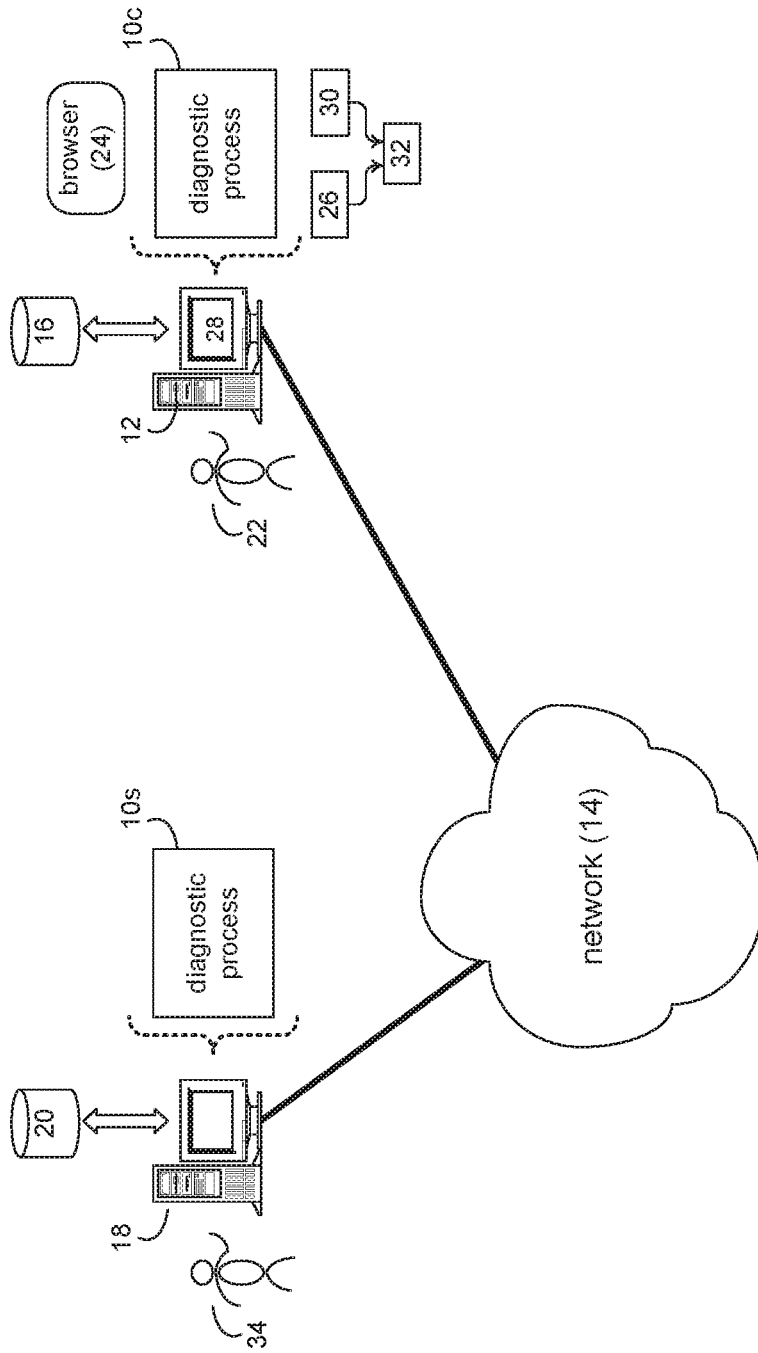 20
16
browser
(24)
18
10s
12
10c
diagnostic
process
28
diagnostic
process
34
22
26
30
32
network (14)